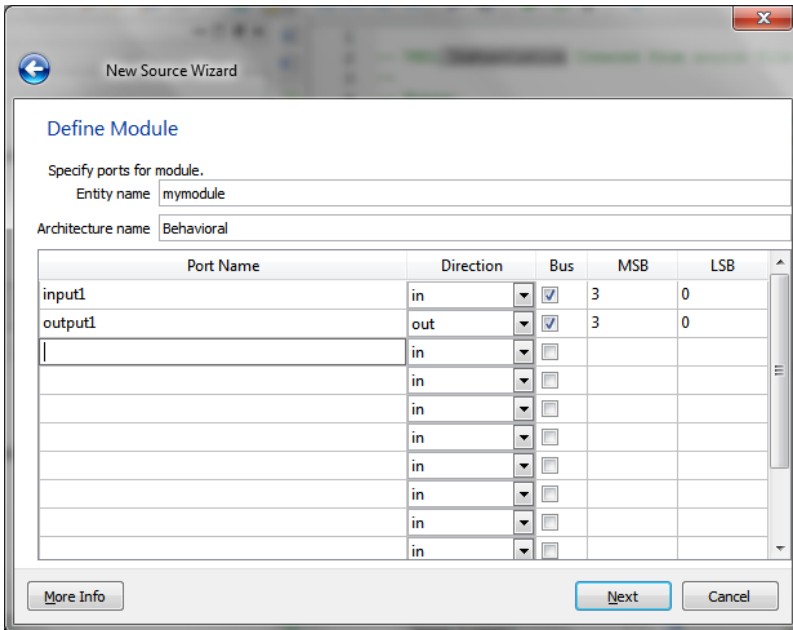 New Source Wizard
Define Module
Specify ports for module.
Entity name mymodule
Architecture name Behavioral
Port Name Direction Bus MSB LSB
input1 in 3 0
output1 out 3 0
in
in
in
in
in
in
in
in
More Info Next Cancel